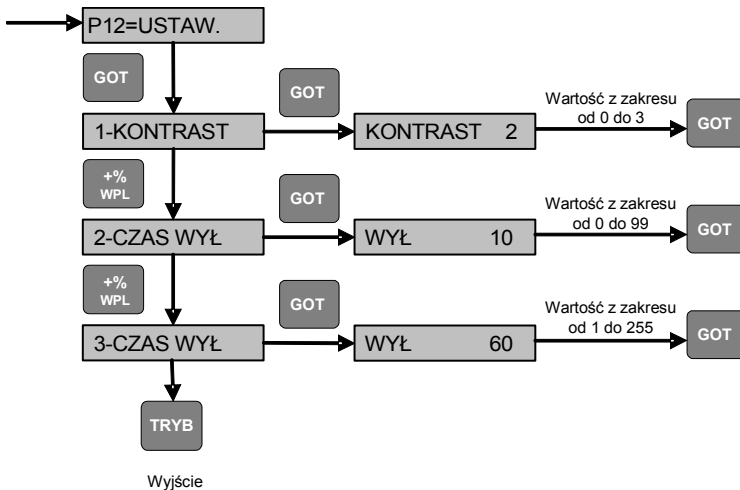 P12=USTAW.
GOT
GOT
1-KONTRAST
KONTRAST 2
Wartość z zakresu
od 0 do 3
GOT
+%
WPL
GOT
2-CZAS WYŁ
WYŁ 10
Wartość z zakresu
od 0 do 99
GOT
+%
WPL
GOT
3-CZAS WYŁ
WYŁ 60
Wartość z zakresu
od 1 do 255
GOT
TRYB
Wyjście